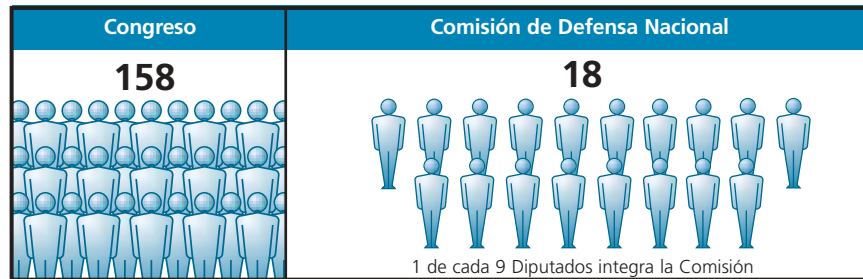 Congreso
Comisión de Defensa Nacional
158
18
1 de cada 9 Diputados integra la Comisión